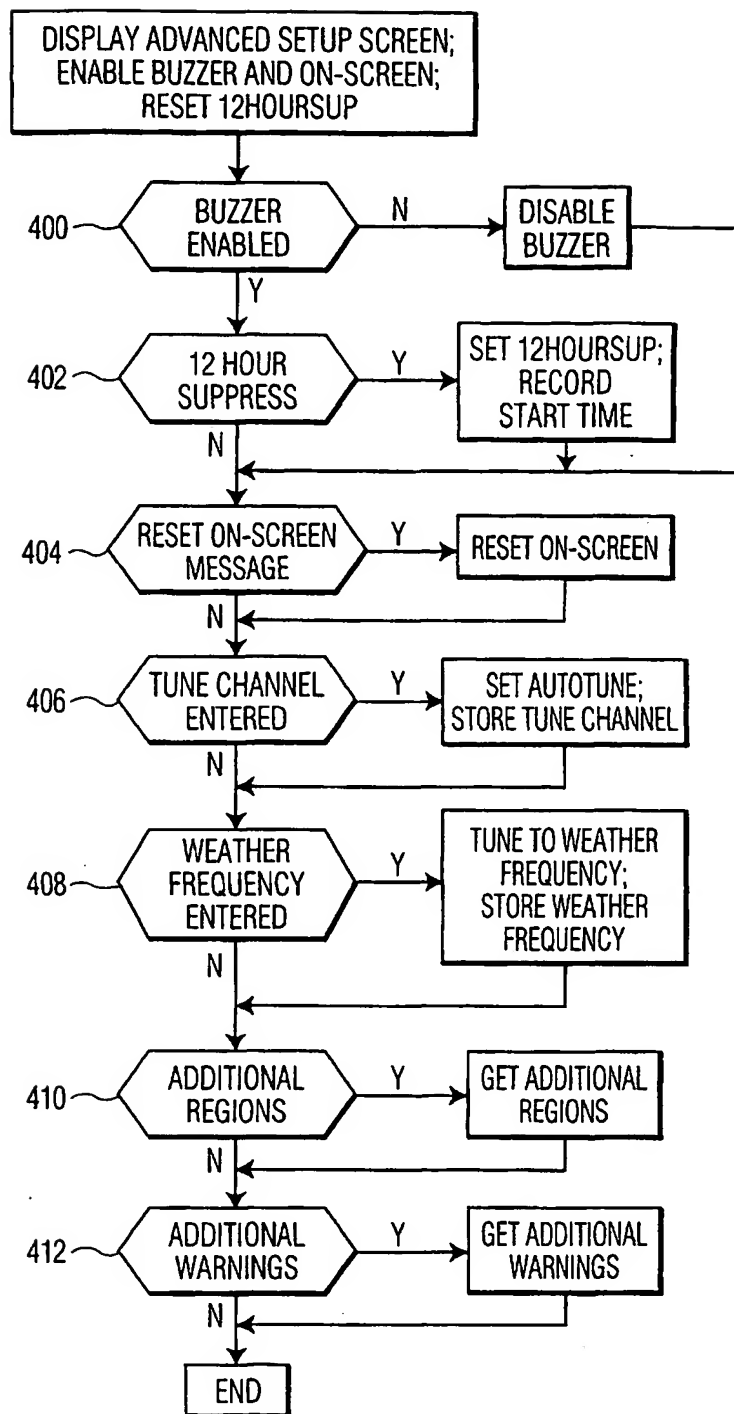 DISPLAY ADVANCED SETUP SCREEN;
ENABLE BUZZER AND ON-SCREEN;
RESET 12HOURSUP
400
BUZZER
ENABLED
N
DISABLE
BUZZER
Y
402
12 HOUR
SUPPRESS
Y
SET 12HOURSUP;
RECORD
START TIME
N
404
RESET ON-SCREEN
MESSAGE
Y
RESET ON-SCREEN
N
406
TUNE CHANNEL
ENTERED
Y
SET AUTOTUNE;
STORE TUNE CHANNEL
N
408
WEATHER
FREQUENCY
ENTERED
Y
TUNE TO WEATHER
FREQUENCY;
STORE WEATHER
FREQUENCY
N
410
ADDITIONAL
REGIONS
Y
GET ADDITIONAL
REGIONS
N
412
ADDITIONAL
WARNINGS
Y
GET ADDITIONAL
WARNINGS
N
END